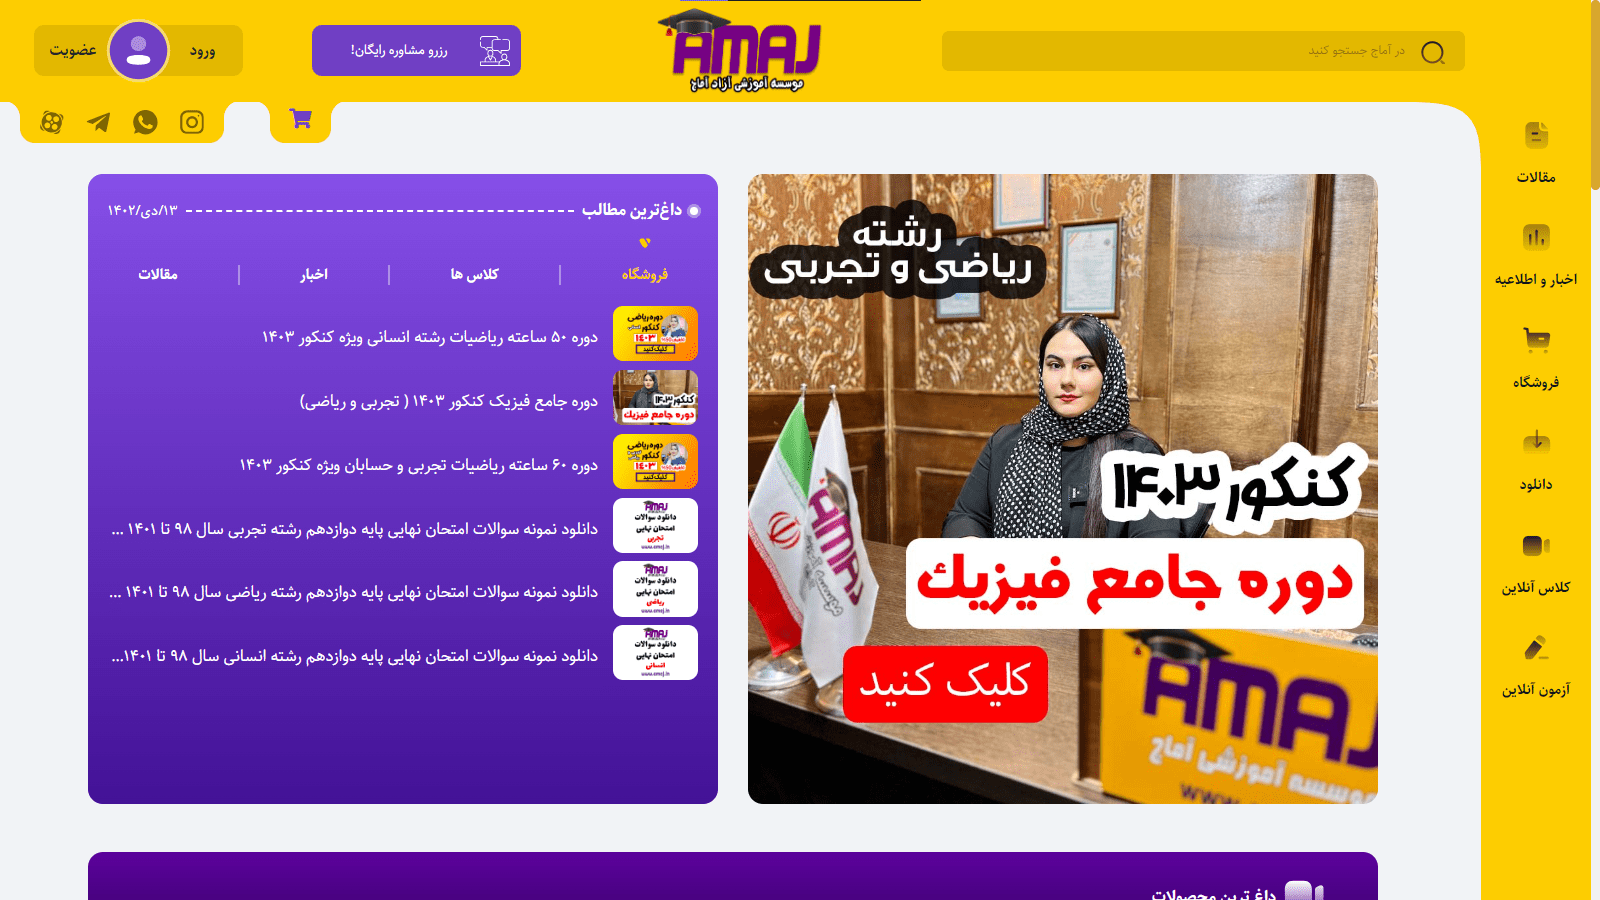 در آماج جستجو کنید
AMAJ
موسسه آموزشی آزاد آماج
رزرو مشاوره رایگان!
ورود
عضویت
مقالات
اخبار و اطلاعیه
فروشگاه
دانلود
کلاس آنلاین
آزمون آنلاین
رشته
ریاضی و تجربی
کنکور ۱۴۰۳
دوره جامع فیزیک
کلیک کنید
AMAJ
موسسه آموزشی آماج
داغ‌ترین مطالب
۱۳/دی/۱۴۰۲
فروشگاه
کلاس ها
اخبار
مقالات
دوره ۵۰ ساعته ریاضیات رشته انسانی ویژه کنکور ۱۴۰۳
دوره جامع فیزیک کنکور ۱۴۰۳ ( تجربی و ریاضی)
دوره ۶۰ ساعته ریاضیات تجربی و حسابان ویژه کنکور ۱۴۰۳
دانلود نمونه سوالات امتحان نهایی پایه دوازدهم رشته تجربی سال ۹۸ تا ۱۴۰۱ ...
دانلود نمونه سوالات امتحان نهایی پایه دوازدهم رشته ریاضی سال ۹۸ تا ۱۴۰۱ ...
دانلود نمونه سوالات امتحان نهایی پایه دوازدهم رشته انسانی سال ۹۸ تا ۱۴۰۱...
داغ ترین محصولات